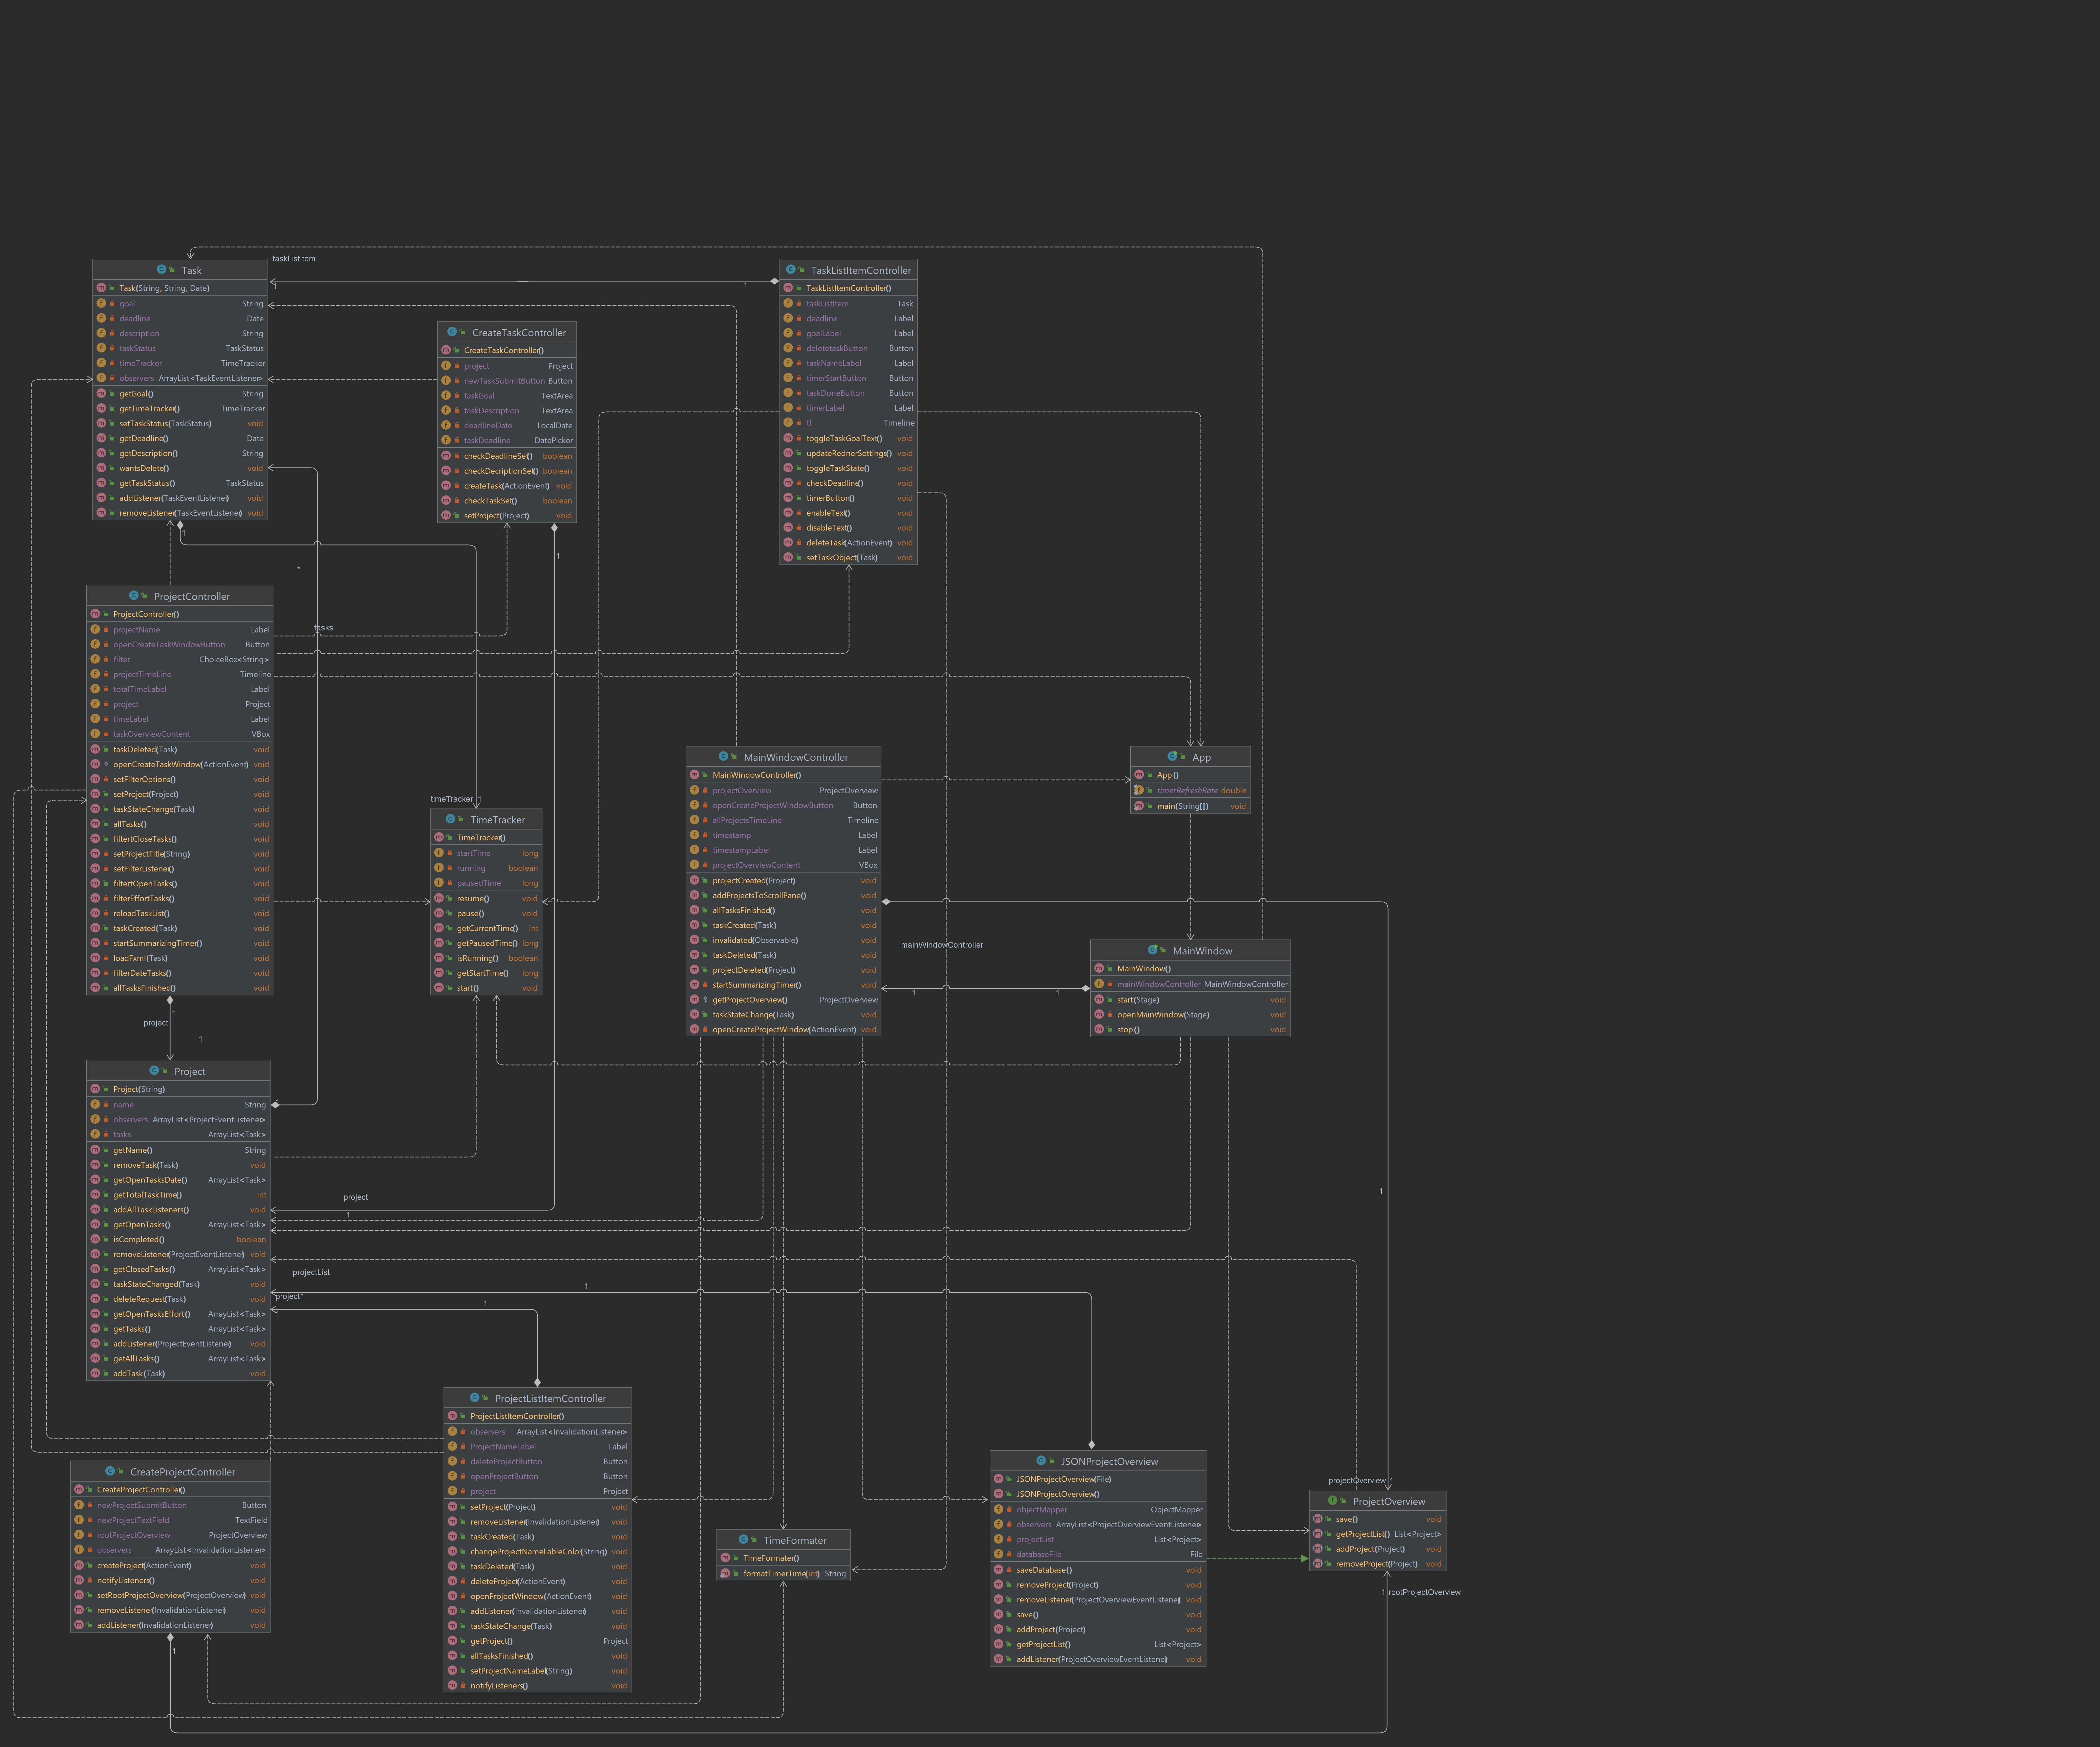 taskListItem
Task
Task(String, String, Date)
goal String
deadline Date
description String
taskStatus TaskStatus
timeTracker TimeTracker
observers ArrayList<TaskEventListener>
getGoal() String
getTimeTracker() TimeTracker
setTaskStatus(TaskStatus) void
getDeadline() Date
getDescription() String
wantsDelete() void
getTaskStatus() TaskStatus
addListener(TaskEventListener) void
removeListener(TaskEventListener) void
1
1
1
CreateTaskController
CreateTaskController()
project Project
newTaskSubmitButton Button
taskGoal TextArea
taskDescription TextArea
deadlineDate LocalDate
taskDeadline DatePicker
checkDeadlineSet() boolean
checkDecriptionSet() boolean
createTask(ActionEvent) void
checkTaskSet() boolean
setProject(Project) void
1
TaskListItemController
TaskListItemController()
taskListItem Task
deadline Label
goalLabel Label
deletetaskButton Button
taskNameLabel Label
timerStartButton Button
taskDoneButton Button
timerLabel Label
tl Timeline
toggleTaskGoalText() void
updateRednerSettings() void
toggleTaskState() void
checkDeadline() void
timerButton() void
enableText() void
disableText() void
deleteTask(ActionEvent) void
setTaskObject(Task) void
*
tasks
ProjectController
ProjectController()
projectName Label
openCreateTaskWindowButton Button
filter ChoiceBox<String>
projectTimeLine Timeline
totalTimeLabel Label
project Project
timeLabel Label
taskOverviewContent VBox
taskDeleted(Task) void
openCreateTaskWindow(ActionEvent) void
setFilterOptions() void
setProject(Project) void
taskStateChange(Task) void
allTasks() void
filtertCloseTasks() void
setProjectTitle(String) void
setFilterListener() void
filtertOpenTasks() void
filterEffortTasks() void
reloadTaskList() void
taskCreated(Task) void
startSummarizingTimer() void
loadFxml(Task) void
filterDateTasks() void
allTasksFinished() void
1
project
1
timeTracker 1
TimeTracker
TimeTracker()
startTime long
running boolean
pausedTime long
resume() void
pause() void
getCurrentTime() int
getPausedTime() long
isRunning() boolean
getStartTime() long
start() void
MainWindowController
MainWindowController()
projectOverview ProjectOverview
openCreateProjectWindowButton Button
allProjectsTimeLine Timeline
timestamp Label
timestampLabel Label
projectOverviewContent VBox
projectCreated(Project) void
addProjectsToScrollPane() void
allTasksFinished() void
taskCreated(Task) void
invalidated(Observable) void
taskDeleted(Task) void
projectDeleted(Project) void
startSummarizingTimer() void
getProjectOverview() ProjectOverview
taskStateChange(Task) void
openCreateProjectWindow(ActionEvent) void
App
App()
timerRefreshRate double
main(String[]) void
mainWindowController
1
1
MainWindow
MainWindow()
mainWindowController MainWindowController
start(Stage) void
openMainWindow(Stage) void
stop() void
Project
Project(String)
name String
observers ArrayList<ProjectEventListener>
tasks ArrayList<Task>
getName() String
removeTask(Task) void
getOpenTasksDate() ArrayList<Task>
getTotalTaskTime() int
addAllTaskListeners() void
getOpenTasks() ArrayList<Task>
isCompleted() boolean
removeListener(ProjectEventListener) void
getClosedTasks() ArrayList<Task>
taskStateChanged(Task) void
deleteRequest(Task) void
getOpenTasksEffort() ArrayList<Task>
getTasks() ArrayList<Task>
addListener(ProjectEventListener) void
getAllTasks() ArrayList<Task>
addTask(Task) void
1
project
1
1
projectList
1
project*
1
1
ProjectListItemController
ProjectListItemController()
observers ArrayList<InvalidationListener>
ProjectNameLabel Label
deleteProjectButton Button
openProjectButton Button
project Project
setProject(Project) void
removeListener(InvalidationListener) void
taskCreated(Task) void
changeProjectNameLableColor(String) void
taskDeleted(Task) void
deleteProject(ActionEvent) void
openProjectWindow(ActionEvent) void
addListener(InvalidationListener) void
taskStateChange(Task) void
getProject() Project
allTasksFinished() void
setProjectNameLabel(String) void
notifyListeners() void
CreateProjectController
CreateProjectController()
newProjectSubmitButton Button
newProjectTextField TextField
rootProjectOverview ProjectOverview
observers ArrayList<InvalidationListener>
createProject(ActionEvent) void
notifyListeners() void
setRootProjectOverview(ProjectOverview) void
removeListener(InvalidationListener) void
addListener(InvalidationListener) void
1
TimeFormater
TimeFormater()
formatTimerTime(int) String
JSONProjectOverview
JSONProjectOverview(File)
JSONProjectOverview()
objectMapper ObjectMapper
observers ArrayList<ProjectOverviewEventListener>
projectList List<Project>
databaseFile File
saveDatabase() void
removeProject(Project) void
removeListener(ProjectOverviewEventListener) void
save() void
addProject(Project) void
getProjectList() List<Project>
addListener(ProjectOverviewEventListener) void
projectOverview 1
ProjectOverview
save() void
getProjectList() List<Project>
addProject(Project) void
removeProject(Project) void
1 rootProjectOverview